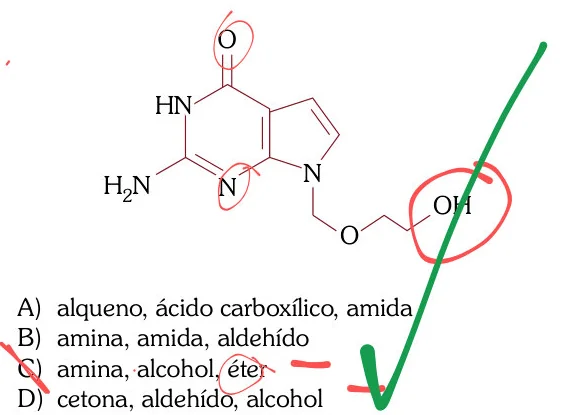 O
HN
H₂N
N
N
OH
O
A) alqueno, ácido carboxílico, amida
B) amina, amida, aldehído
C) amina, alcohol, éter
D) cetona, aldehído, alcohol